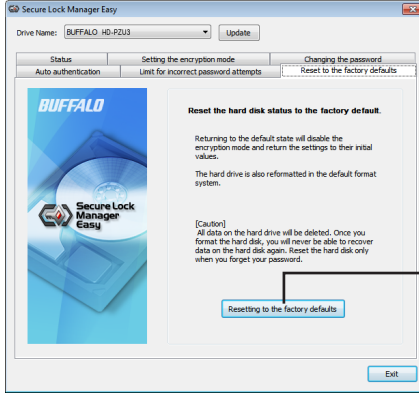 Secure Lock Manager Easy
Drive Name: BUFFALO HD-PZU3 Update
Status Setting the encryption mode Changing the password
Auto authentication Limit for incorrect password attempts Reset to the factory defaults
BUFFALO
Secure Lock
Manager
Easy
Reset the hard disk status to the factory default.
Returning to the default state will disable the
encryption mode and return the settings to their initial
values.
The hard drive is also reformatted in the default format
system.
[Caution]
All data on the hard drive will be deleted. Once you
format the hard disk, you will never be able to recover
data on the hard disk again. Reset the hard disk only
when you forget your password.
Resetting to the factory defaults
Exit